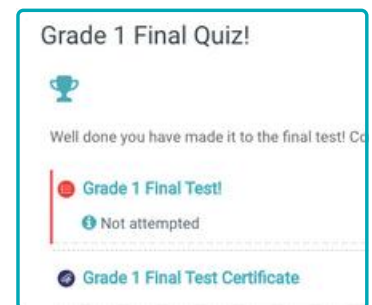 Grade 1 Final Quiz!
Well done you have made it to the final test!
Grade 1 Final Test!
Not attempted
Grade 1 Final Test Certificate